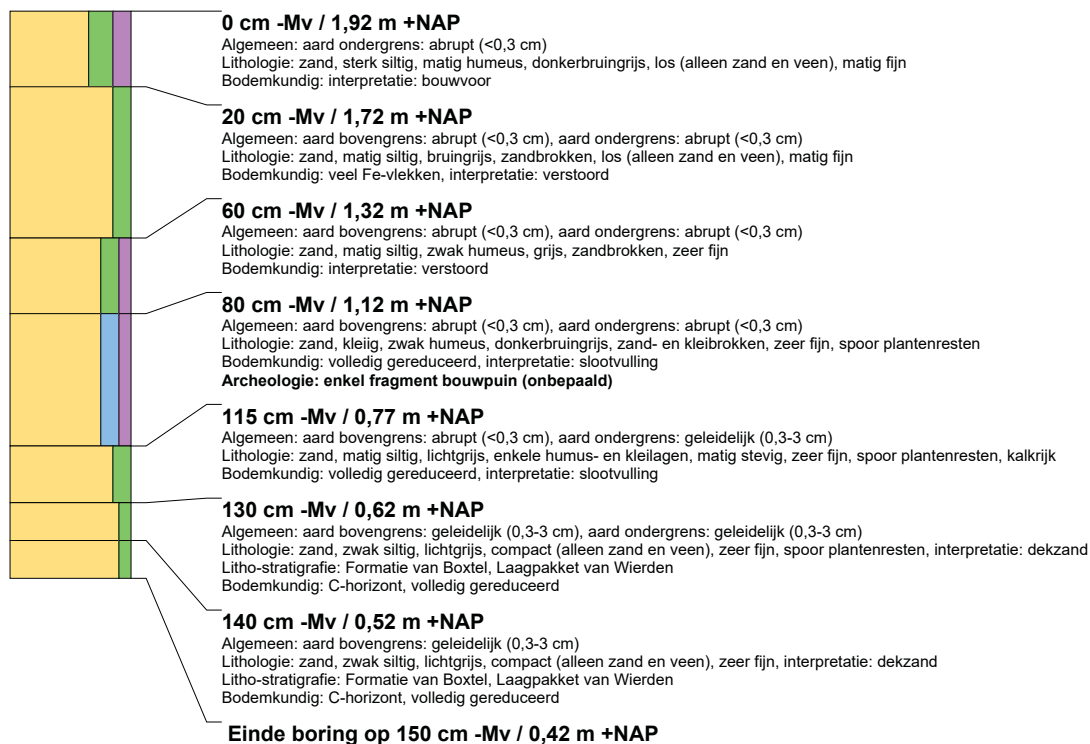 0 cm -Mv / 1,92 m +NAP
Algemeen: aard ondergrens: abrupt (<0,3 cm)
Lithologie: zand, sterk siltig, matig humeus, donkerbruingrijs, los (alleen zand en veen), matig fijn
Bodemkundig: interpretatie: bouwvoor
20 cm -Mv / 1,72 m +NAP
Algemeen: aard bovengrens: abrupt (<0,3 cm), aard ondergrens: abrupt (<0,3 cm)
Lithologie: zand, matig siltig, bruingrijs, zandbrokken, los (alleen zand en veen), matig fijn
Bodemkundig: veel Fe-vlekken, interpretatie: verstoord
60 cm -Mv / 1,32 m +NAP
Algemeen: aard bovengrens: abrupt (<0,3 cm), aard ondergrens: abrupt (<0,3 cm)
Lithologie: zand, matig siltig, zwak humeus, grijs, zandbrokken, zeer fijn
Bodemkundig: interpretatie: verstoord
80 cm -Mv / 1,12 m +NAP
Algemeen: aard bovengrens: abrupt (<0,3 cm), aard ondergrens: abrupt (<0,3 cm)
Lithologie: zand, kleiig, zwak humeus, donkerbruingrijs, zand- en kleibrokken, zeer fijn, spoor plantenresten
Bodemkundig: volledig gereduceerd, interpretatie: slootvulling
Archeologie: enkel fragment bouwpuin (onbepaald)
115 cm -Mv / 0,77 m +NAP
Algemeen: aard bovengrens: abrupt (<0,3 cm), aard ondergrens: geleidelijk (0,3-3 cm)
Lithologie: zand, matig siltig, lichtgrijs, enkele humus- en kleilagen, matig stevig, zeer fijn, spoor plantenresten, kalkrijk
Bodemkundig: volledig gereduceerd, interpretatie: slootvulling
130 cm -Mv / 0,62 m +NAP
Algemeen: aard bovengrens: geleidelijk (0,3-3 cm), aard ondergrens: geleidelijk (0,3-3 cm)
Lithologie: zand, zwak siltig, lichtgrijs, compact (alleen zand en veen), zeer fijn, spoor plantenresten, interpretatie: dekzand
Litho-stratigrafie: Formatie van Boxtel, Laagpakket van Wierden
Bodemkundig: C-horizont, volledig gereduceerd
140 cm -Mv / 0,52 m +NAP
Algemeen: aard bovengrens: geleidelijk (0,3-3 cm)
Lithologie: zand, zwak siltig, lichtgrijs, compact (alleen zand en veen), zeer fijn, interpretatie: dekzand
Litho-stratigrafie: Formatie van Boxtel, Laagpakket van Wierden
Bodemkundig: C-horizont, volledig gereduceerd
Einde boring op 150 cm -Mv / 0,42 m +NAP